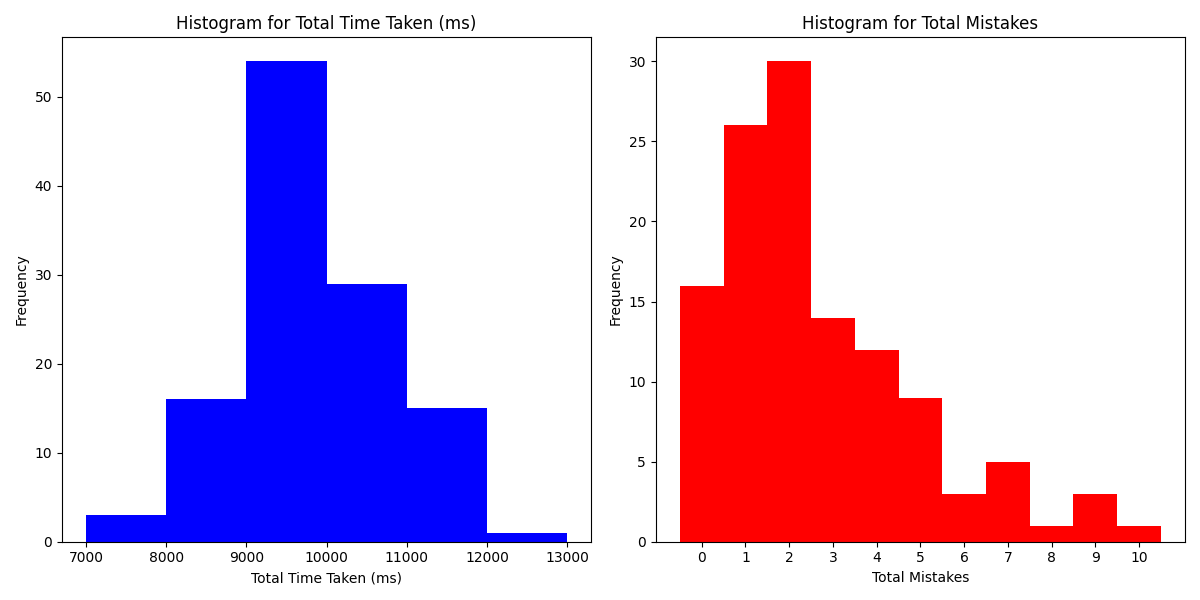 Histogram for Total Time Taken (ms)
50
40
30
20
10
0
Frequency
7000 8000 9000 10000 11000 12000 13000
Total Time Taken (ms)
Histogram for Total Mistakes
30
25
20
15
10
5
0
Frequency
0 1 2 3 4 5 6 7 8 9 10
Total Mistakes